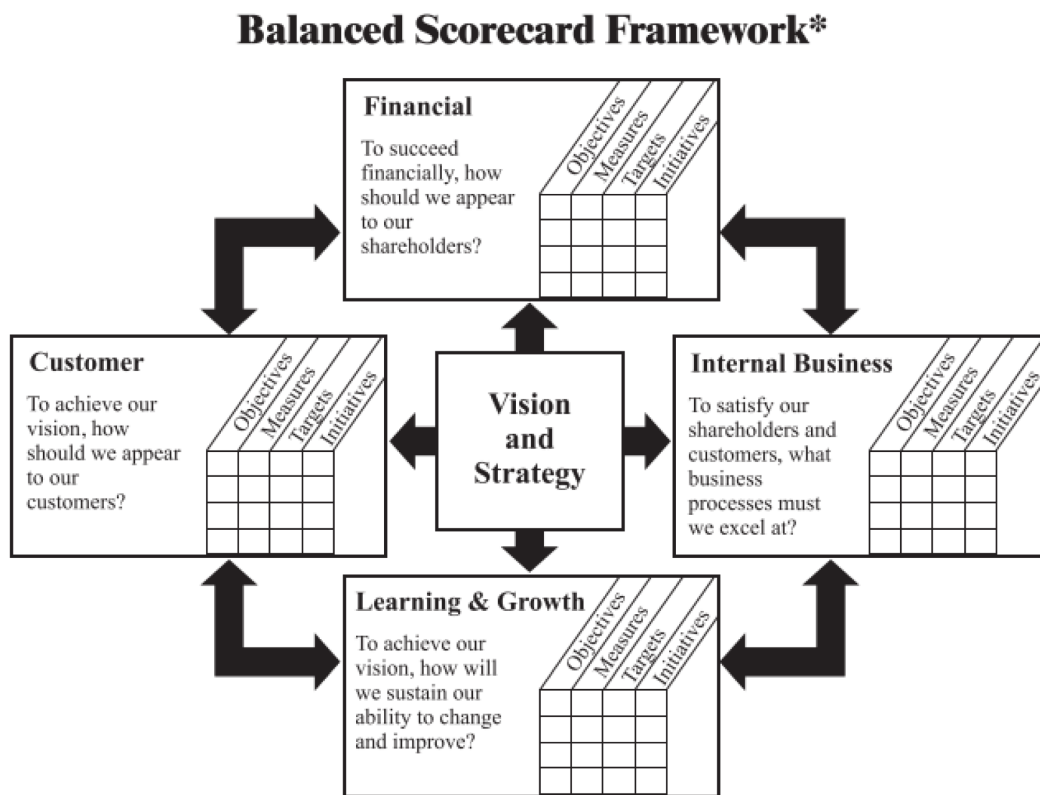 Balanced Scorecard Framework*
Financial
To succeed
financially, how
should we appear
to our
shareholders?
Objectives
Measures
Targets
Initiatives
Customer
To achieve our
vision, how
should we appear
to our
customers?
Objectives
Measures
Targets
Initiatives
Vision
and
Strategy
Internal Business
To satisfy our
shareholders and
customers, what
business
processes must
we excel at?
Objectives
Measures
Targets
Initiatives
Learning & Growth
To achieve our
vision, how will
we sustain our
ability to change
and improve?
Objectives
Measures
Targets
Initiatives